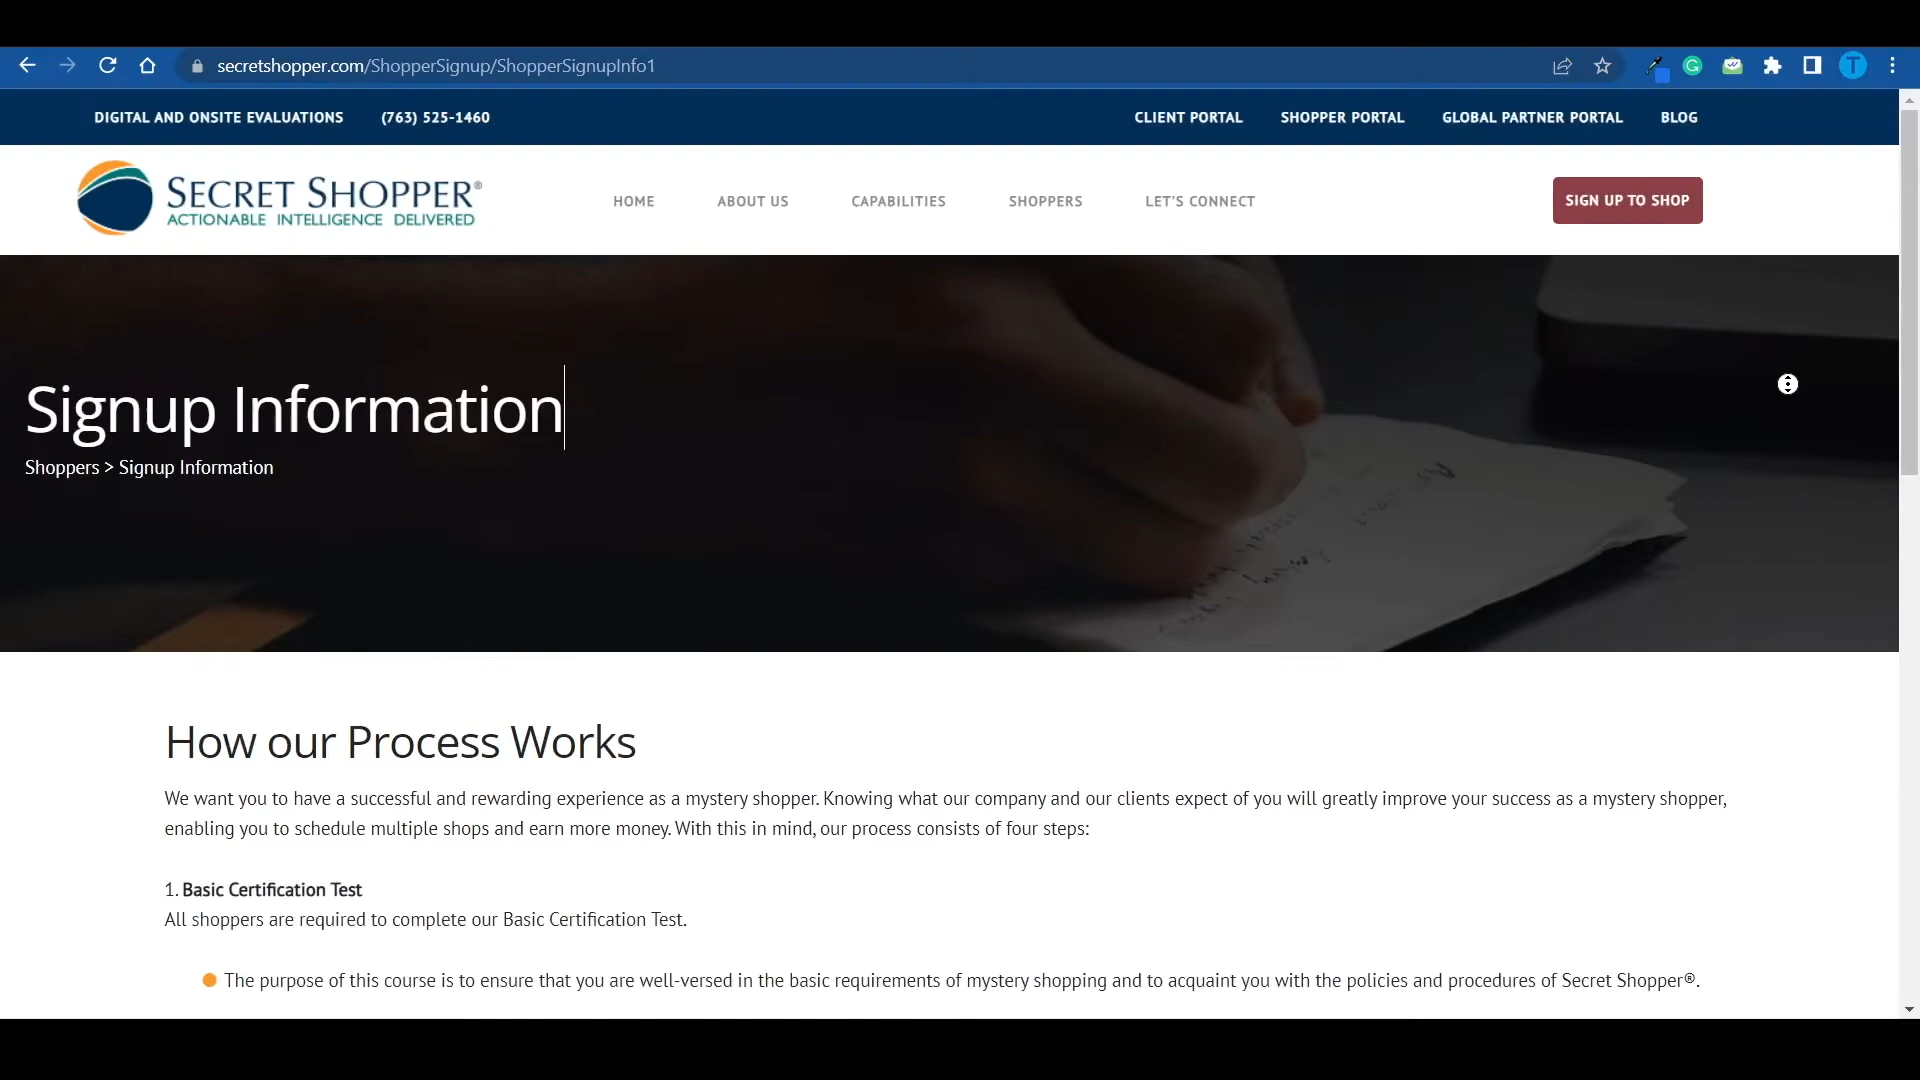 secretshopper.com/ShopperSignup/ShopperSignupInfo1
T
DIGITAL AND ONSITE EVALUATIONS (763) 525-1460 CLIENT PORTAL SHOPPER PORTAL GLOBAL PARTNER PORTAL BLOG
SECRET SHOPPER®
ACTIONABLE INTELLIGENCE DELIVERED
HOME ABOUT US CAPABILITIES SHOPPERS LET'S CONNECT SIGN UP TO SHOP
Signup Information
Shoppers > Signup Information
How our Process Works
We want you to have a successful and rewarding experience as a mystery shopper. Knowing what our company and our clients expect of you will greatly improve your success as a mystery shopper,
enabling you to schedule multiple shops and earn more money. With this in mind, our process consists of four steps:
1. Basic Certification Test
All shoppers are required to complete our Basic Certification Test.
The purpose of this course is to ensure that you are well-versed in the basic requirements of mystery shopping and to acquaint you with the policies and procedures of Secret Shopper®.